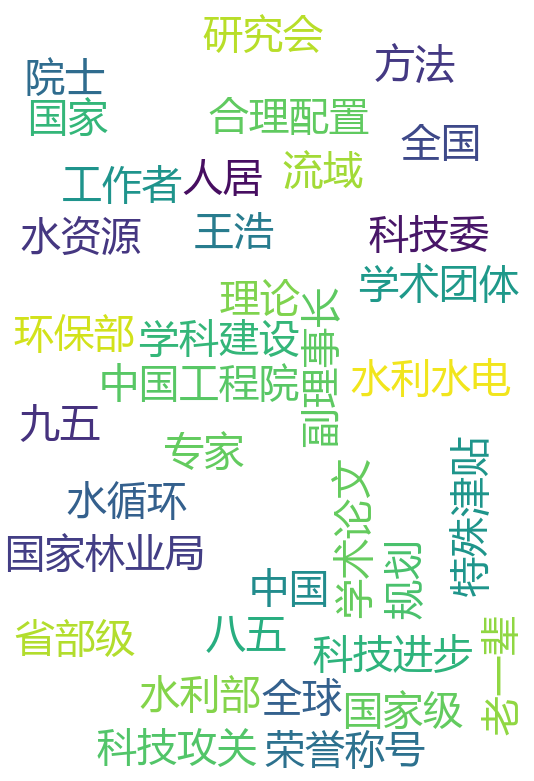 研究会
方法
院士
国家
合理配置
全国
工作者
人居
流域
水资源
王浩
科技委
学术团体
理论
副理事长
环保部
学科建设
中国工程院
水利水电
九五
专家
特殊津贴
学术论文
水循环
国家林业局
规划
中国
省部级
八五
科技进步
老一辈
水利部
全球
国家级
科技攻关
荣誉称号